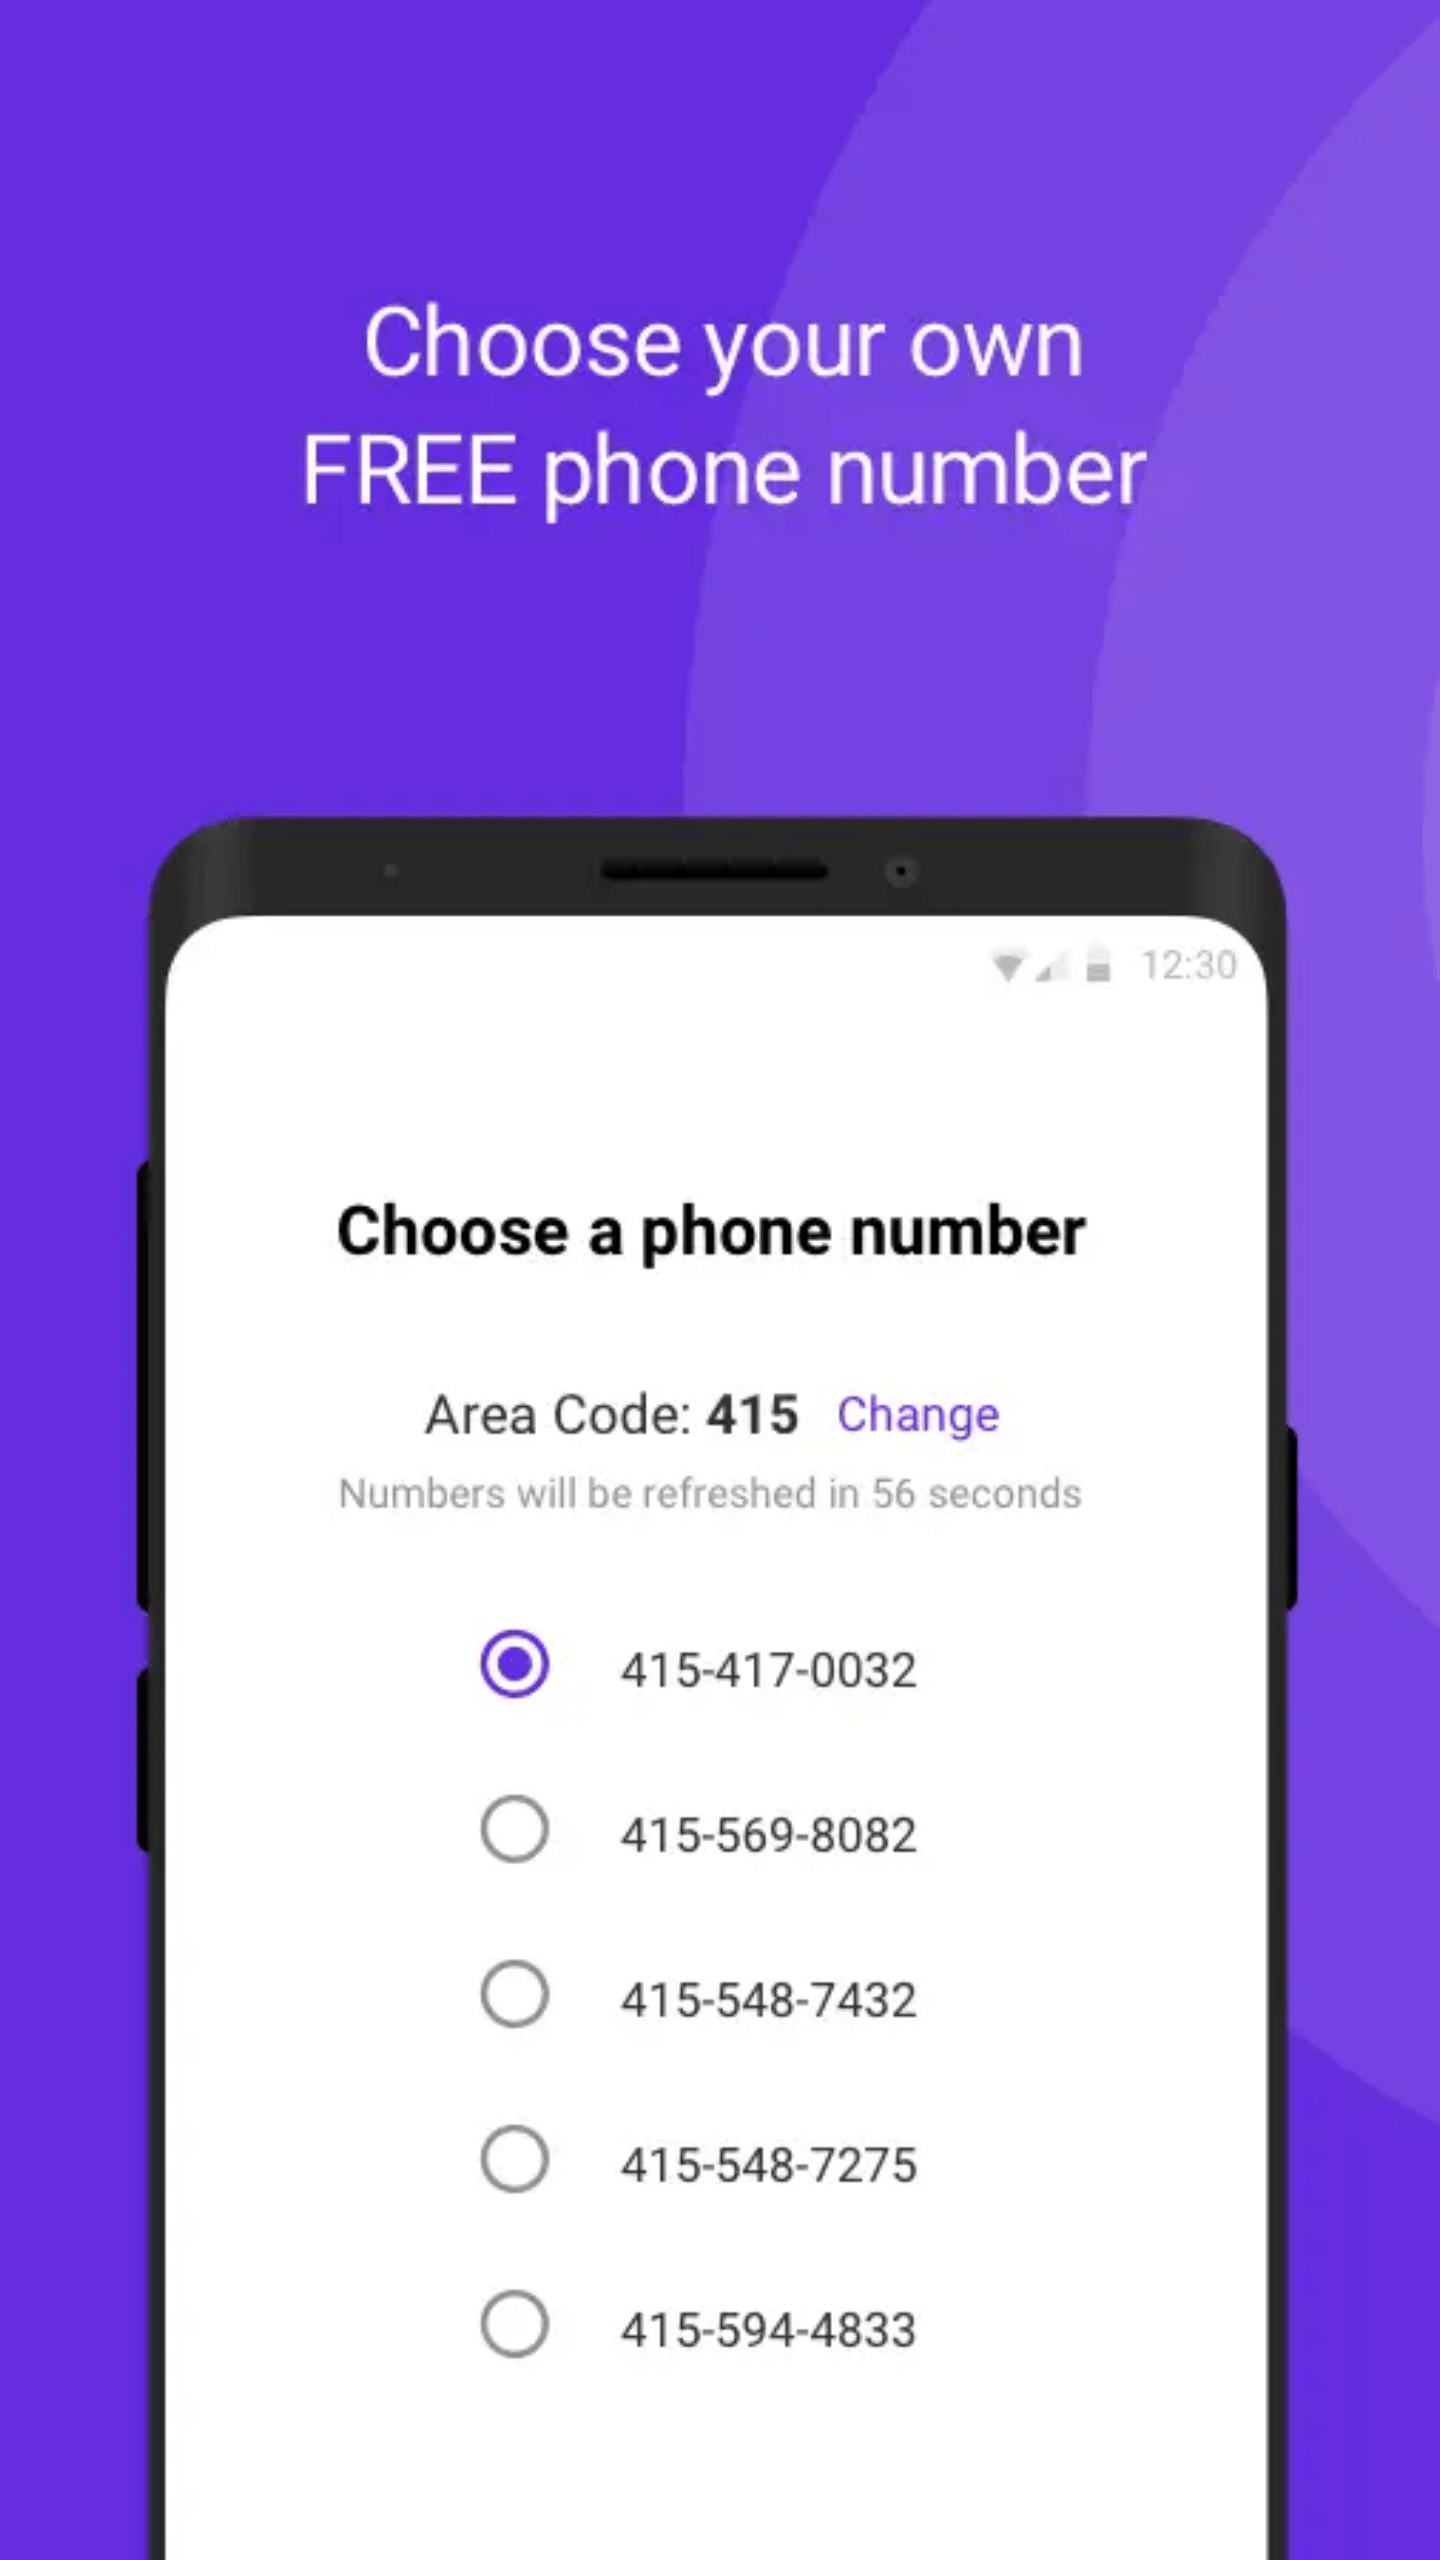 Choose your own
FREE phone number
12:30
Choose a phone number
Area Code: 415 Change
Numbers will be refreshed in 56 seconds
415-417-0032
415-569-8082
415-548-7432
415-548-7275
415-594-4833